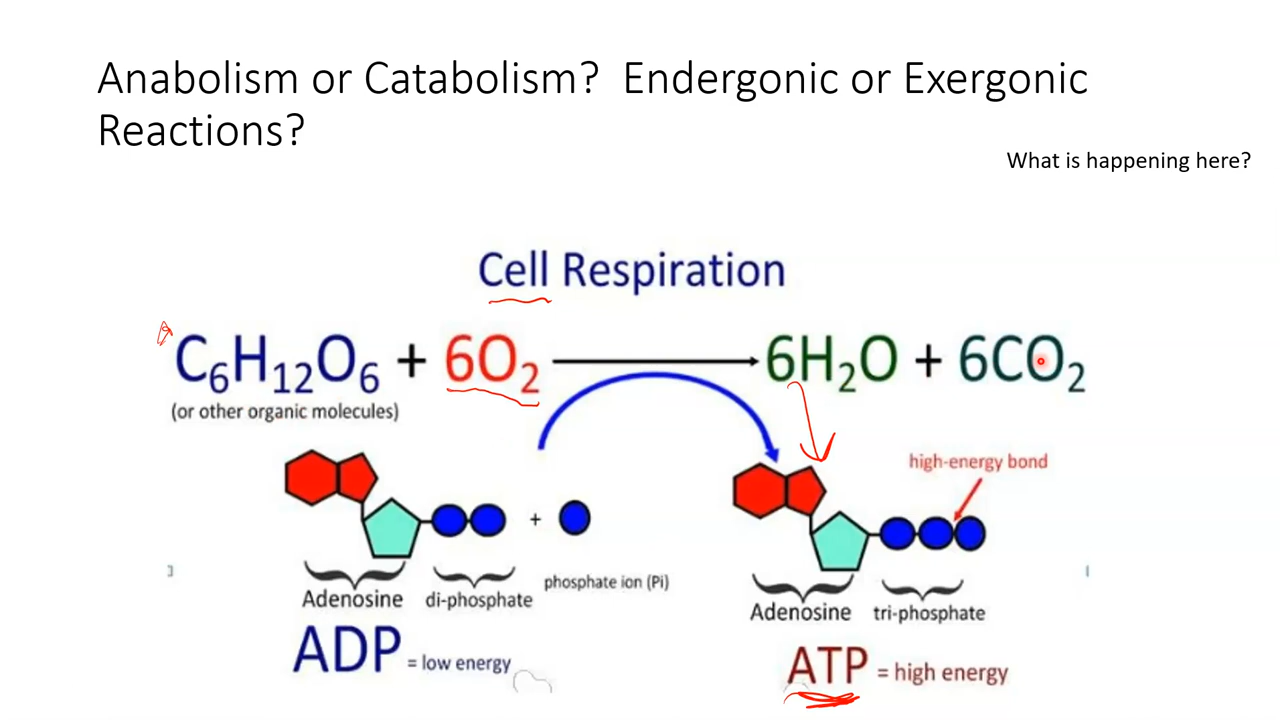 Anabolism or Catabolism?  Endergonic or Exergonic
Reactions?
What is happening here?
Cell Respiration
C₆H₁₂O₆ + 6O₂ → 6H₂O + 6CO₂
(or other organic molecules)
high-energy bond
+
phosphate ion (Pi)
Adenosine di-phosphate
Adenosine tri-phosphate
ADP = low energy
ATP = high energy